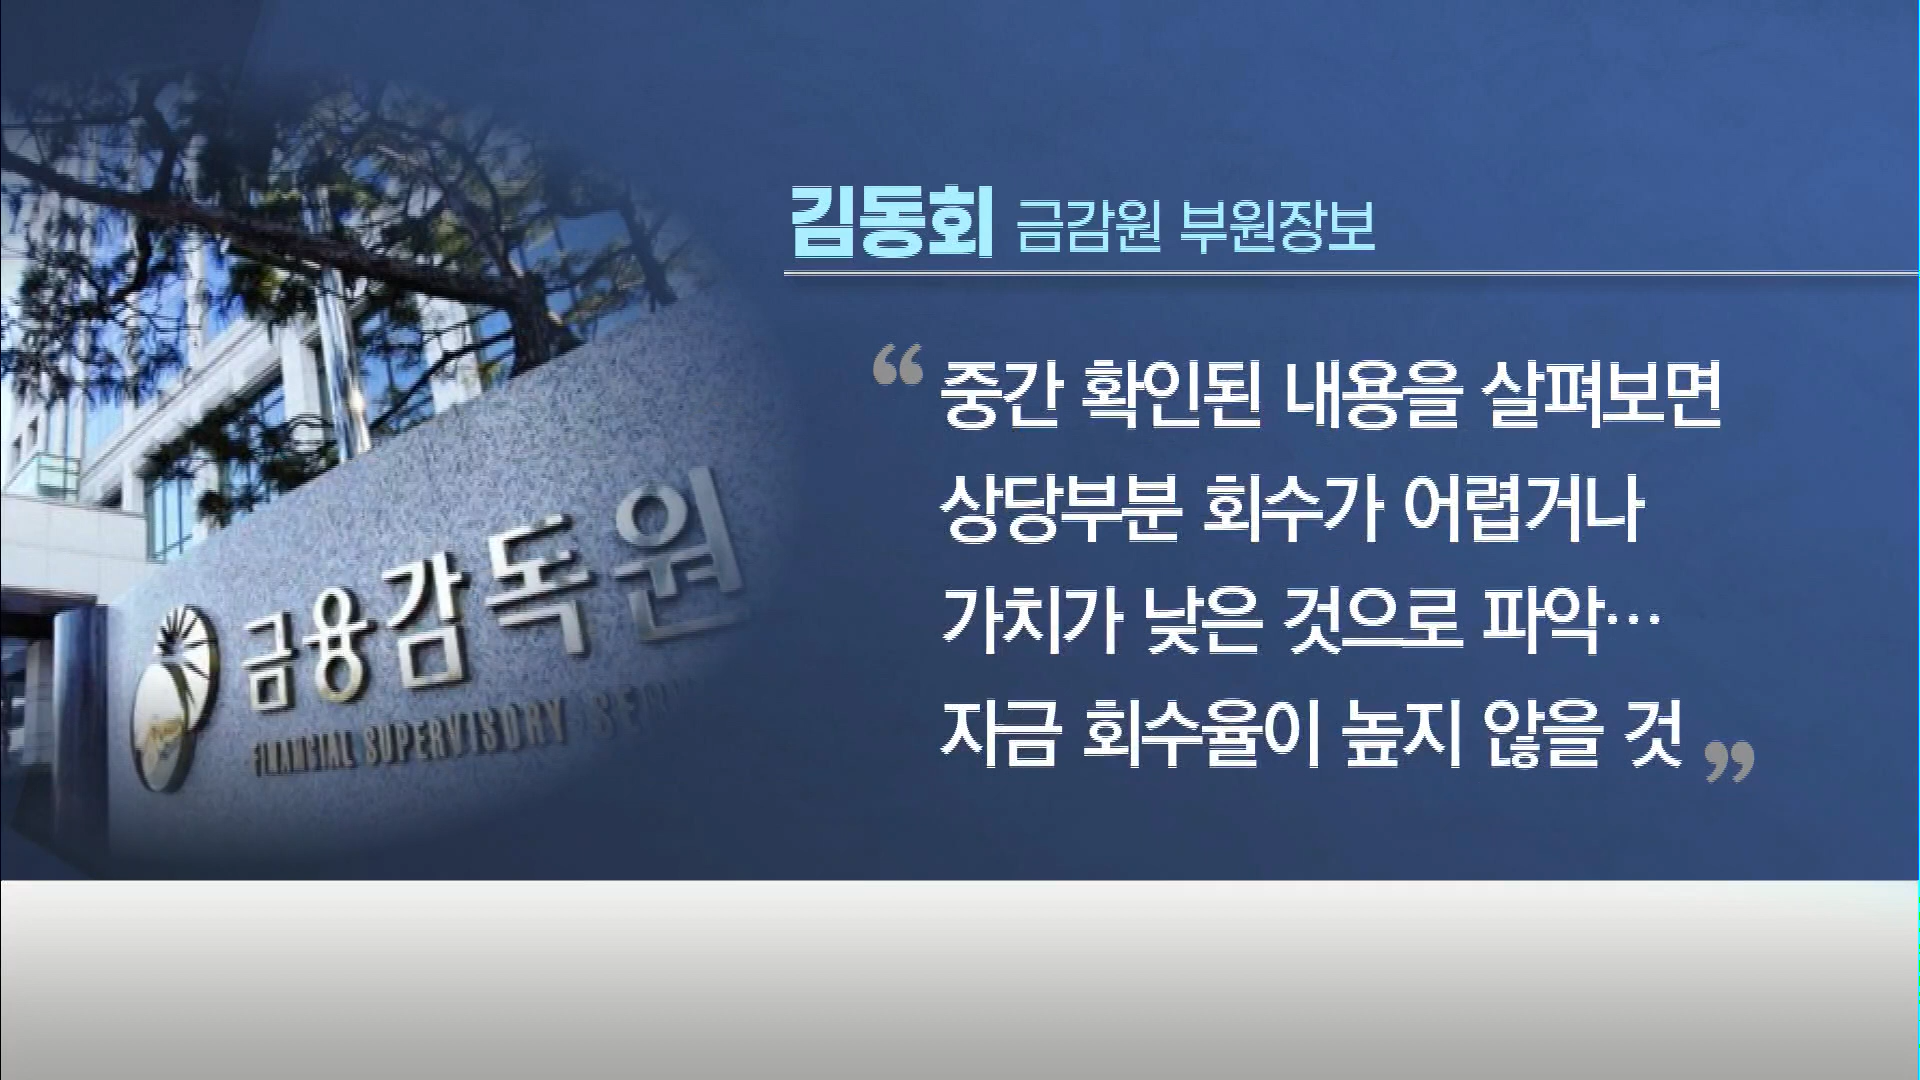 김동회 금감원 부원장보
“ 중간 확인된 내용을 살펴보면
상당부분 회수가 어렵거나
가치가 낮은 것으로 파악…
자금 회수율이 높지 않을 것 ”
금융감독원
FINANCIAL SUPERVISORY